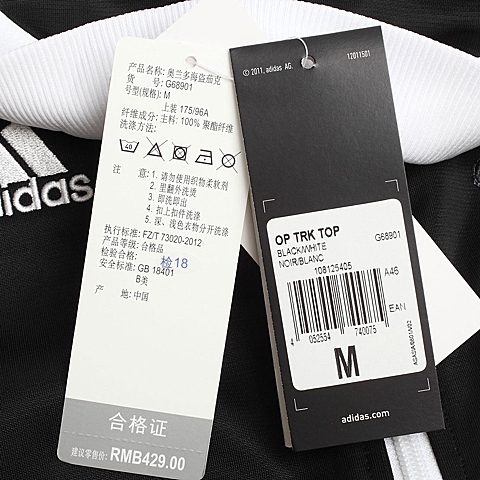 产品名称: 奥兰多海盗茄克
货　号: G68901
号型(规格): M
上装 175/96A
纤维成分: 主料: 100% 聚酯纤维
洗涤方法:
40
注　意: 1. 请勿使用织物柔软剂
2. 里翻外洗烫
3. 即洗即出
4. 扣上扣件洗涤
5. 深、浅色衣物分开洗涤
执行标准: FZ/T 73020-2012
产品等级: 合格品
检验合格: 检18
安全标准: GB 18401
B类
产　地: 中国
合格证
建议零售价: RMB429.00
adidas
© 2011, adidas AG.
12011501
OP TRK TOP
G68901
BLACK/WHITE
NOIR/BLANC
108125405
A46
EAN
4 052554 740075
M
adidas.com